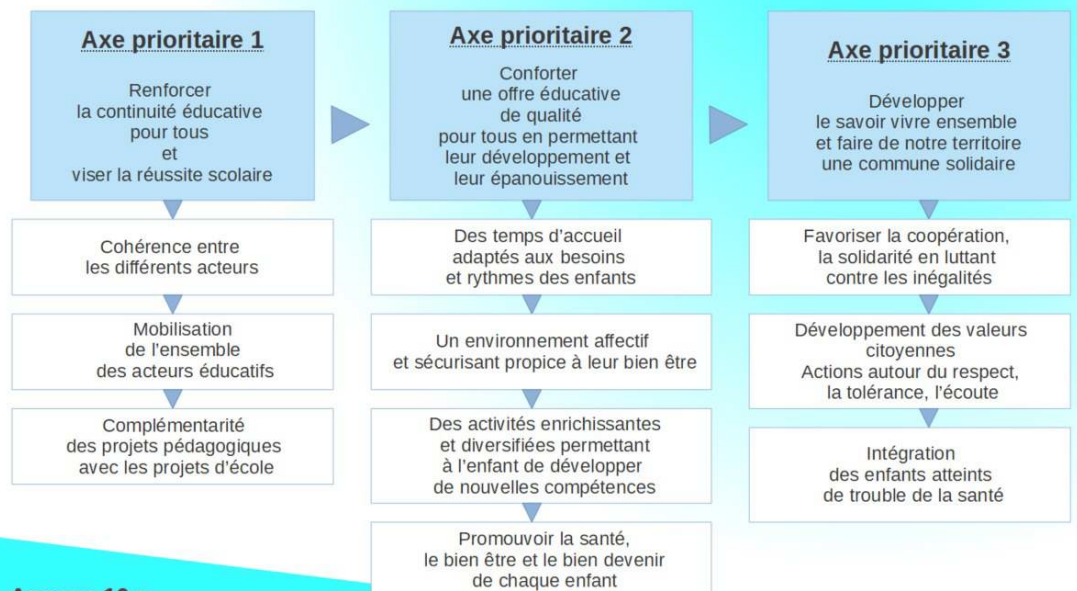 Axe prioritaire 1
Renforcer
la continuité éducative
pour tous
et
viser la réussite scolaire
Cohérence entre
les différents acteurs
Mobilisation
de l'ensemble
des acteurs éducatifs
Complémentarité
des projets pédagogiques
avec les projets d'école
Axe prioritaire 2
Conforter
une offre éducative
de qualité
pour tous en permettant
leur développement et
leur épanouissement
Des temps d'accueil
adaptés aux besoins
et rythmes des enfants
Un environnement affectif
et sécurisant propice à leur bien être
Des activités enrichissantes
et diversifiées permettant
à l'enfant de développer
de nouvelles compétences
Promouvoir la santé,
le bien être et le bien devenir
de chaque enfant
Axe prioritaire 3
Développer
le savoir vivre ensemble
et faire de notre territoire
une commune solidaire
Favoriser la coopération,
la solidarité en luttant
contre les inégalités
Développement des valeurs
citoyennes
Actions autour du respect,
la tolérance, l'écoute
Intégration
des enfants atteints
de trouble de la santé